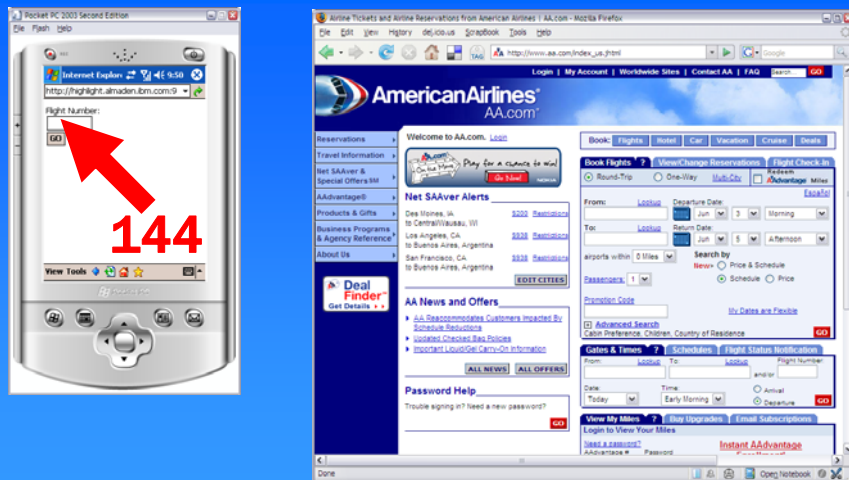 Pocket PC 2003 Second Edition
File Flash Help
Internet Explorer 9:50
http://highlight.almaden.ibm.com:9
Flight Number:
GO
144
View Tools
Airline Tickets and Airline Reservations from American Airlines | AA.com - Mozilla Firefox
File Edit View History del.icio.us ScrapBook Tools Help
TAG http://www.aa.com/index_us.jhtml Google
Login | My Account | Worldwide Sites | Contact AA | FAQ Search GO
AmericanAirlines
AA.com
Reservations
Travel Information
Net SAAver &
Special Offers SM
AAdvantage®
Products & Gifts
Business Programs
& Agency Reference
About Us
Deal
Finder
Get Details
Welcome to AA.com. Login
AA.com
On the Move
Play for a chance to win!
Go Now!
NOKIA
Net SAAver Alerts
Des Moines, IA
to Central/Wausau, WI
$200 Restrictions
Los Angeles, CA
to Buenos Aires, Argentina
$838 Restrictions
San Francisco, CA
to Buenos Aires, Argentina
$838 Restrictions
EDIT CITIES
AA News and Offers
AA Reaccommodates Customers Impacted By
Schedule Reductions
Updated Checked Bag Policies
Important Liquid/Gel Carry-On Information
ALL NEWS ALL OFFERS
Password Help
Trouble signing in? Need a new password?
GO
Book: Flights Hotel Car Vacation Cruise Deals
Book Flights ? View/Change Reservations Flight Check-In
Round-Trip One-Way Multi-City Redeem
AAdvantage Miles
Español
From: Lookup Departure Date:
Jun 3 Morning
To: Lookup Return Date:
Jun 5 Afternoon
airports within 0 Miles Search by
New» Price & Schedule
Passengers: 1 Schedule Price
Promotion Code
My Dates are Flexible
Advanced Search
Cabin Preference, Children, Country of Residence GO
Gates & Times ? Schedules Flight Status Notification
From: Lookup To: Lookup Flight Number
and/or
Date: Time: Arrival
Today Early Morning Departure GO
View My Miles ? Buy Upgrades Email Subscriptions
Login to View Your Miles
Need a password? Instant AAdvantage
AAdvantage # Password Enrollment!
Done Open Notebook